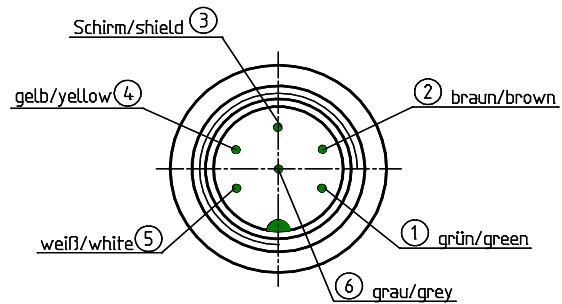 Schirm/shield 3
gelb/yellow 4
2 braun/brown
weiß/white 5
1 grün/green
6 grau/grey